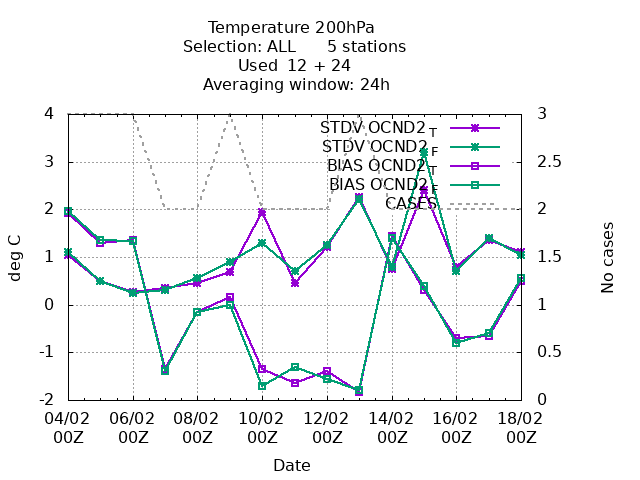 Temperature 200hPa
Selection: ALL 5 stations
Used 12 + 24
Averaging window: 24h
STDV OCND2 T
STDV OCND2 F
BIAS OCND2 T
BIAS OCND2 F
CASES
4
3
2
1
0
-1
-2
deg C
3
2.5
2
1.5
1
0.5
0
No cases
04/02 06/02 08/02 10/02 12/02 14/02 16/02 18/02
00Z 00Z 00Z 00Z 00Z 00Z 00Z 00Z
Date